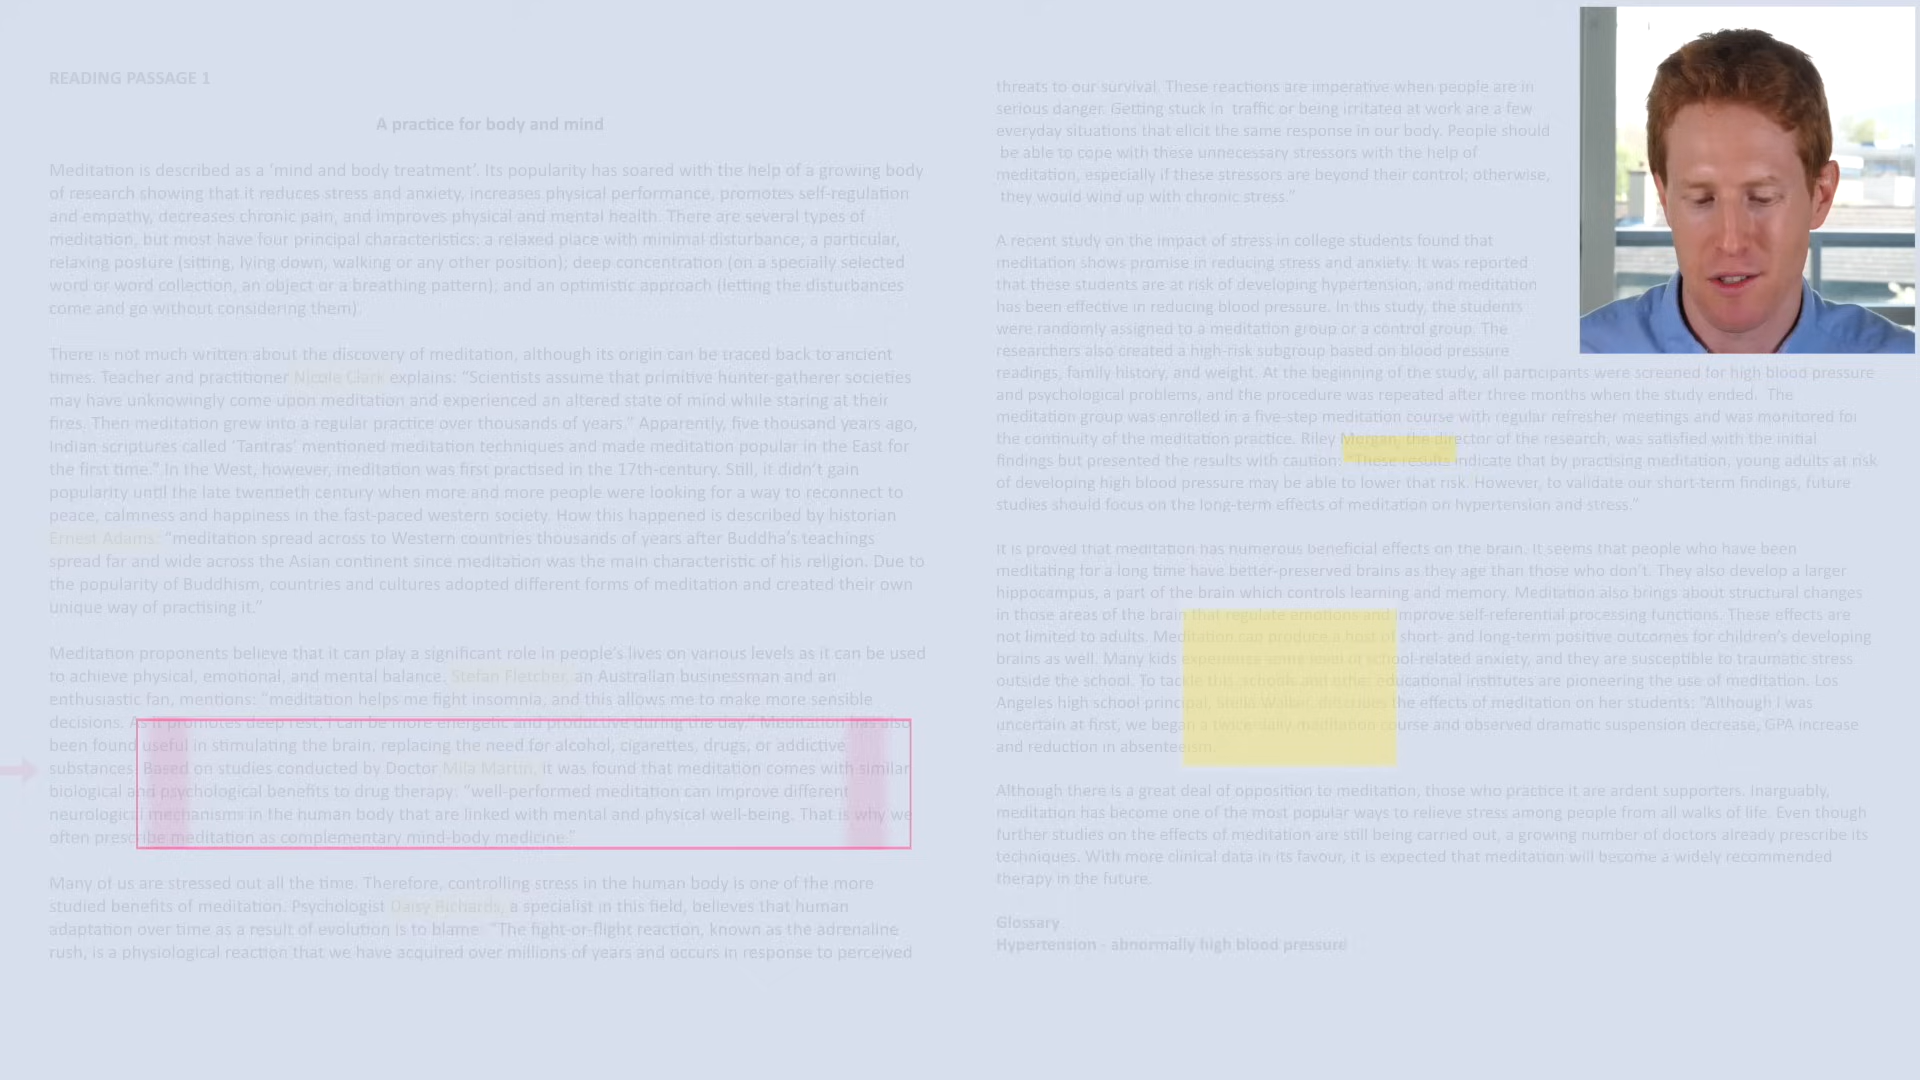 READING PASSAGE 1
A practice for body and mind
Meditation is described as a ‘mind and body treatment’. Its popularity has soared with the help of a growing body
of research showing that it reduces stress and anxiety, increases physical performance, promotes self-regulation
and empathy, decreases chronic pain, and improves physical and mental health. There are several types of
meditation, but most have four principal characteristics: a relaxed place with minimal disturbance; a particular,
relaxing posture (sitting, lying down, walking or any other position); deep concentration (on a specially selected
word or word collection, an object or a breathing pattern); and an optimistic approach (letting the disturbances
come and go without considering them).
There is not much written about the discovery of meditation, although its origin can be traced back to ancient
times. Teacher and practitioner Nicole Clark explains: “Scientists assume that primitive hunter-gatherer societies
may have unknowingly come upon meditation and experienced an altered state of mind while staring at their
fires. Then meditation grew into a regular practice over thousands of years.” Apparently, five thousand years ago,
Indian scriptures called ‘Tantras’ mentioned meditation techniques and made meditation popular in the East for
the first time.” In the West, however, meditation was first practised in the 17th-century. Still, it didn’t gain
popularity until the late twentieth century when more and more people were looking for a way to reconnect to
peace, calmness and happiness in the fast-paced western society. How this happened is described by historian
Ernest Adams: “meditation spread across to Western countries thousands of years after Buddha’s teachings
spread far and wide across the Asian continent since meditation was the main characteristic of his religion. Due to
the popularity of Buddhism, countries and cultures adopted different forms of meditation and created their own
unique way of practising it.”
Meditation proponents believe that it can play a significant role in people’s lives on various levels as it can be used
to achieve physical, emotional, and mental balance. Stefan Fletcher, an Australian businessman and an
enthusiastic fan, mentions: “meditation helps me fight insomnia, and this allows me to make more sensible
decisions. As it promotes deep rest, I can be more energetic and productive during the day.” Meditation has also
been found useful in stimulating the brain, replacing the need for alcohol, cigarettes, drugs, or addictive
substances. Based on studies conducted by Doctor Mila Martin, it was found that meditation comes with similar
biological and psychological benefits to drug therapy: “well-performed meditation can improve different
neurological mechanisms in the human body that are linked with mental and physical well-being. That is why we
often prescribe meditation as complementary mind-body medicine.”
Many of us are stressed out all the time. Therefore, controlling stress in the human body is one of the more
studied benefits of meditation. Psychologist Daisy Richards, a specialist in this field, believes that human
adaptation over time as a result of evolution is to blame: “The fight-or-flight reaction, known as the adrenaline
rush, is a physiological reaction that we have acquired over millions of years and occurs in response to perceived
threats to our survival. These reactions are imperative when people are in
serious danger. Getting stuck in traffic or being irritated at work are a few
everyday situations that elicit the same response in our body. People should
be able to cope with these unnecessary stressors with the help of
meditation, especially if these stressors are beyond their control; otherwise,
they would wind up with chronic stress.”
A recent study on the impact of stress in college students found that
meditation shows promise in reducing stress and anxiety. It was reported
that these students are at risk of developing hypertension, and meditation
has been effective in reducing blood pressure. In this study, the students
were randomly assigned to a meditation group or a control group. The
researchers also created a high-risk subgroup based on blood pressure
readings, family history, and weight. At the beginning of the study, all participants were screened for high blood pressure
and psychological problems, and the procedure was repeated after three months when the study ended. The
meditation group was enrolled in a five-step meditation course with regular refresher meetings and was monitored for
the continuity of the meditation practice. Riley Morgan, the director of the research, was satisfied with the initial
findings but presented the results with caution: “These results indicate that by practising meditation, young adults at risk
of developing high blood pressure may be able to lower that risk. However, to validate our short-term findings, future
studies should focus on the long-term effects of meditation on hypertension and stress.”
It is proved that meditation has numerous beneficial effects on the brain. It seems that people who have been
meditating for a long time have better-preserved brains as they age than those who don’t. They also develop a larger
hippocampus, a part of the brain which controls learning and memory. Meditation also brings about structural changes
in those areas of the brain that regulate emotions and improve self-referential processing functions. These effects are
not limited to adults. Meditation can produce a host of short- and long-term positive outcomes for children’s developing
brains as well. Many kids experience some level of school-related anxiety, and they are susceptible to traumatic stress
outside the school. To tackle this, schools and other educational institutes are pioneering the use of meditation. Los
Angeles high school principal, Stella Walker, describes the effects of meditation on her students: “Although I was
uncertain at first, we began a twice-daily meditation course and observed dramatic suspension decrease, GPA increase
and reduction in absenteeism.”
Although there is a great deal of opposition to meditation, those who practice it are ardent supporters. Inarguably,
meditation has become one of the most popular ways to relieve stress among people from all walks of life. Even though
further studies on the effects of meditation are still being carried out, a growing number of doctors already prescribe its
techniques. With more clinical data in its favour, it is expected that meditation will become a widely recommended
therapy in the future.
Glossary
Hypertension - abnormally high blood pressure